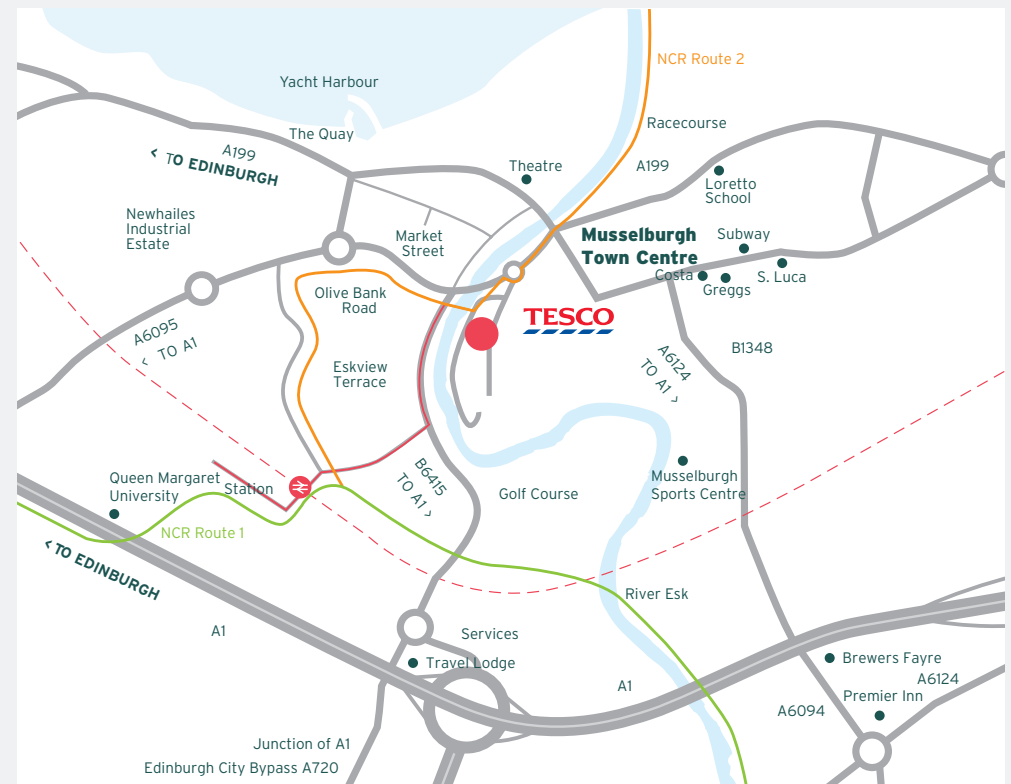 NCR Route 2
Yacht Harbour
The Quay
Racecourse
A199
‹ TO EDINBURGH
Theatre
A199
Loretto
School
Newhailes
Industrial
Estate
Market
Street
Musselburgh
Town Centre
Subway
Costa
Greggs
S. Luca
Olive Bank
Road
TESCO
A6095
‹ TO A1
Eskview
Terrace
A6124
TO A1 ›
B1348
Queen Margaret
University
Station
B6415
TO A1 ›
Golf Course
Musselburgh
Sports Centre
NCR Route 1
‹ TO EDINBURGH
River Esk
A1
Services
Travel Lodge
A1
Brewers Fayre
A6124
Premier Inn
A6094
Junction of A1
Edinburgh City Bypass A720